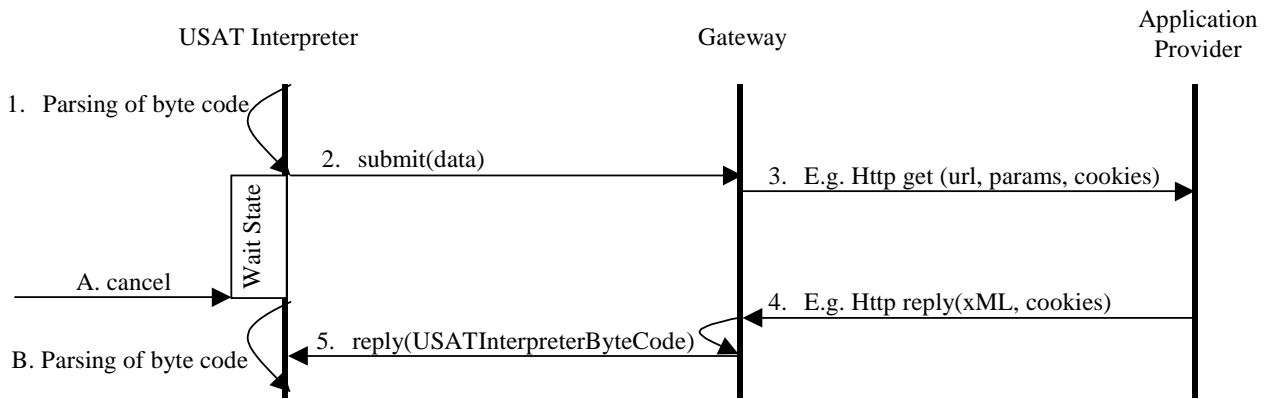 USAT Interpreter
Gateway
Application
Provider
1. Parsing of byte code
2. submit(data)
3. E.g. Http get (url, params, cookies)
Wait State
A. cancel
4. E.g. Http reply(xML, cookies)
5. reply(USATInterpreterByteCode)
B. Parsing of byte code